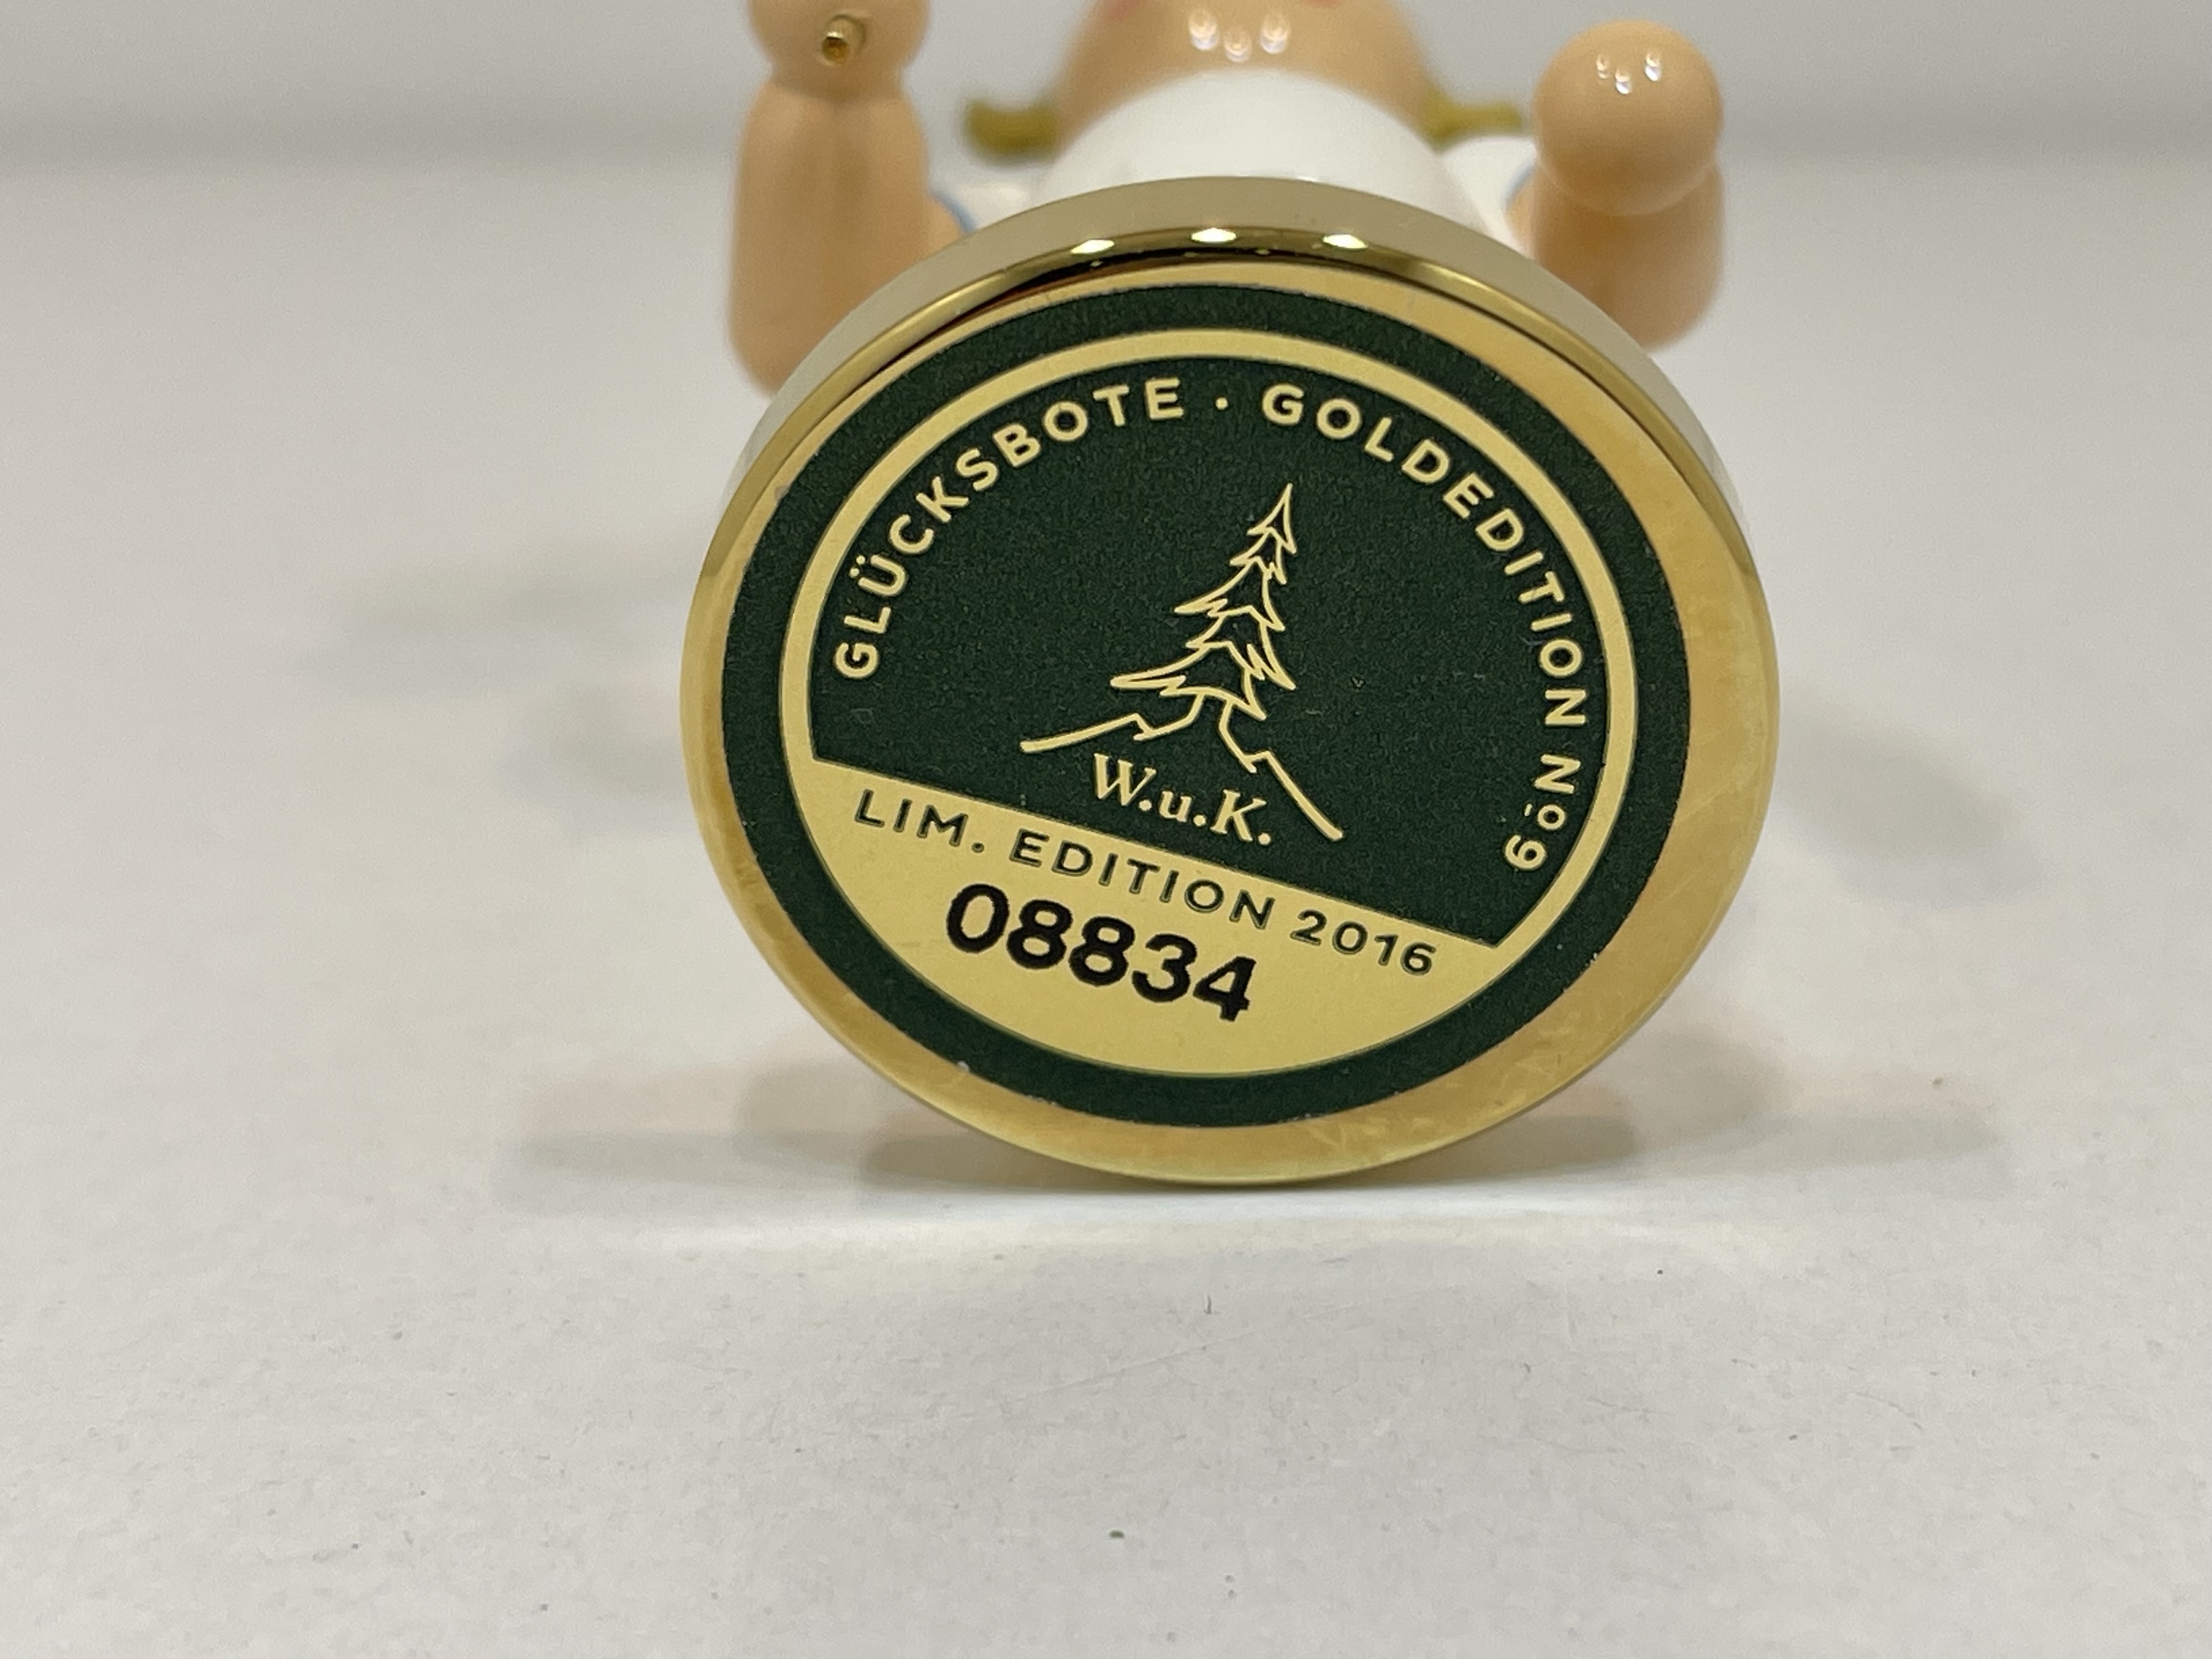 GLÜCKSBOTE · GOLDEDITION No9
W.u.K.
LIM. EDITION 2016
08834